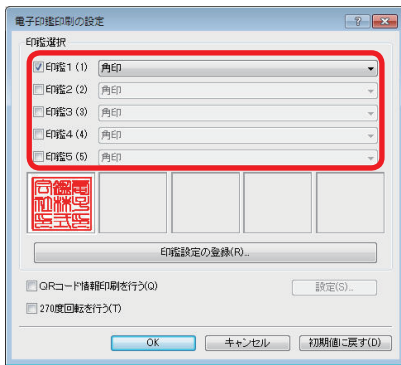 電子印鑑印刷の設定
印鑑選択
印鑑1 (1) 角印
印鑑2 (2) 角印
印鑑3 (3) 角印
印鑑4 (4) 角印
印鑑5 (5) 角印
印鑑設定の登録(R)...
QRコード情報印刷を行う(Q) 設定(S)...
270度回転を行う(T)
OK キャンセル 初期値に戻す(D)